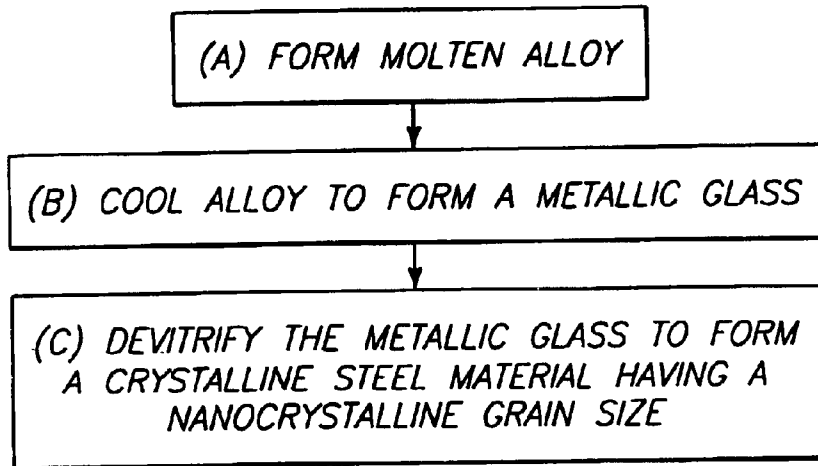 (A) FORM MOLTEN ALLOY
(B) COOL ALLOY TO FORM A METALLIC GLASS
(C) DEVITRIFY THE METALLIC GLASS TO FORM
A CRYSTALLINE STEEL MATERIAL HAVING A
NANOCRYSTALLINE GRAIN SIZE